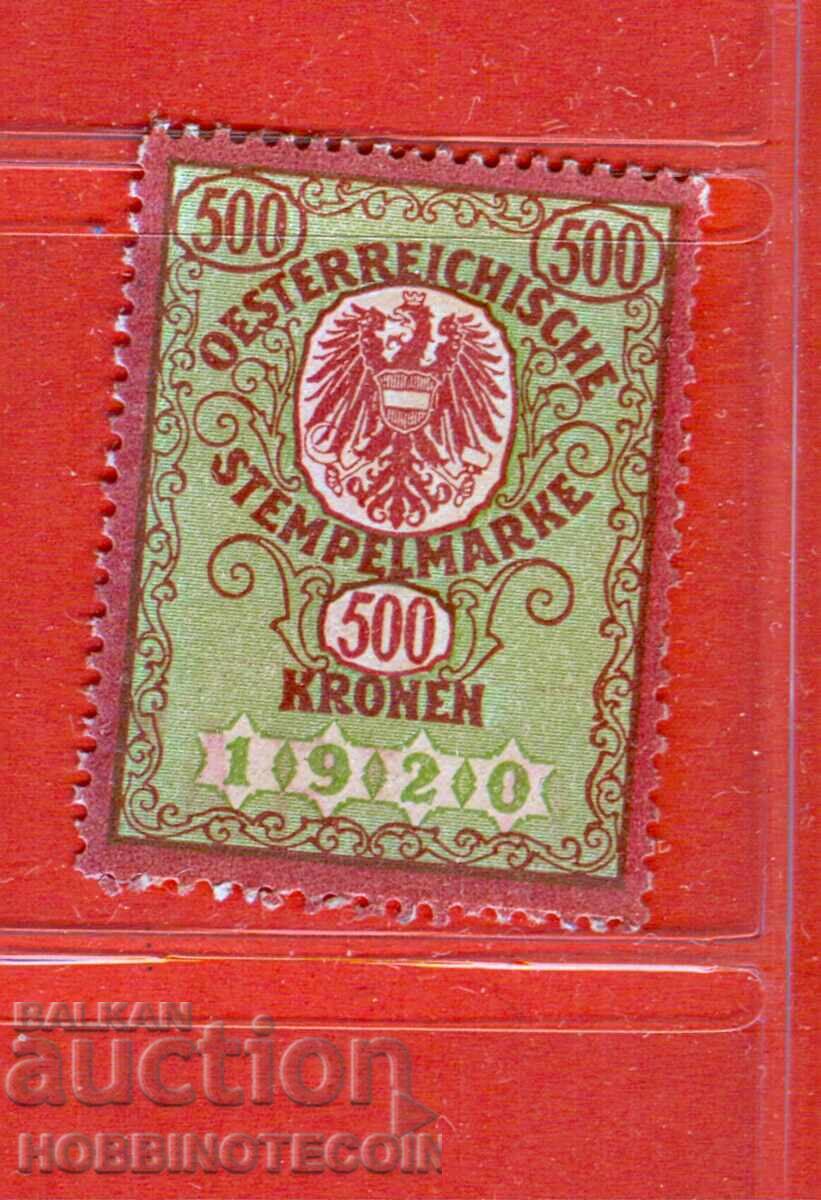 500 500
OESTERREICHISCHE
STEMPELMARKE
500
KRONEN
1920
BALKAN
auction
HOBBINOTECOIN